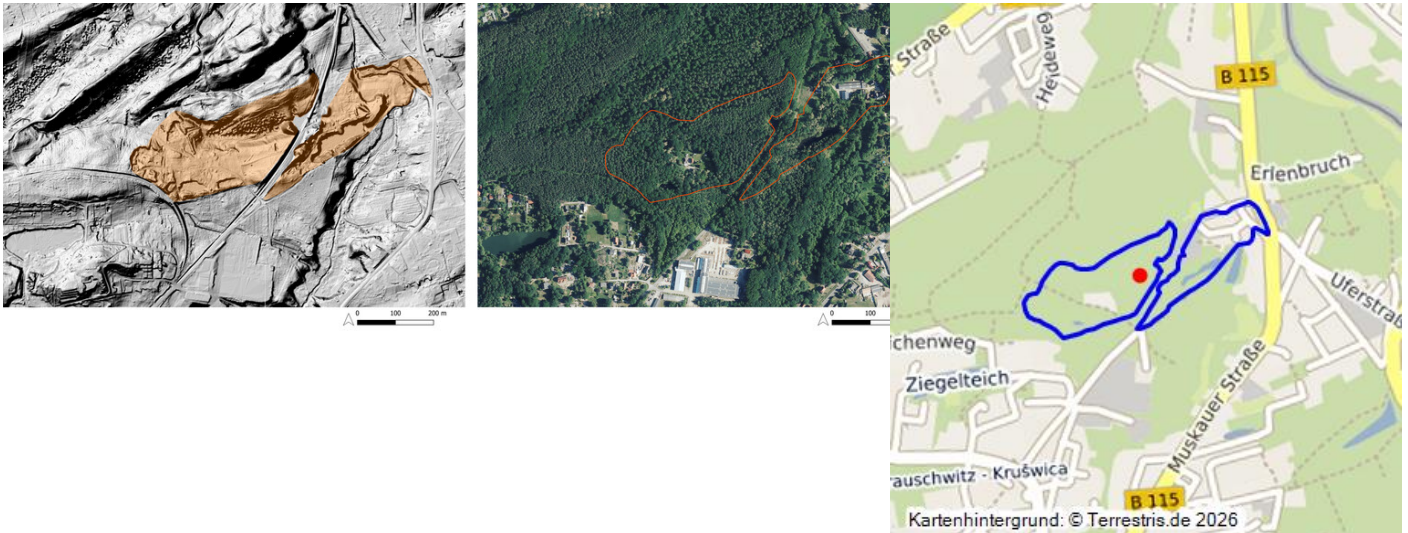 0 100 200 m
0 100
Straße
Heideweg
B 115
Erlenbruch
Uferstraß
chenweg
Ziegelteich
Muskauer Straße
rauschwitz - Krušwica
B 115
Kartenhintergrund: © Terrestris.de 2026